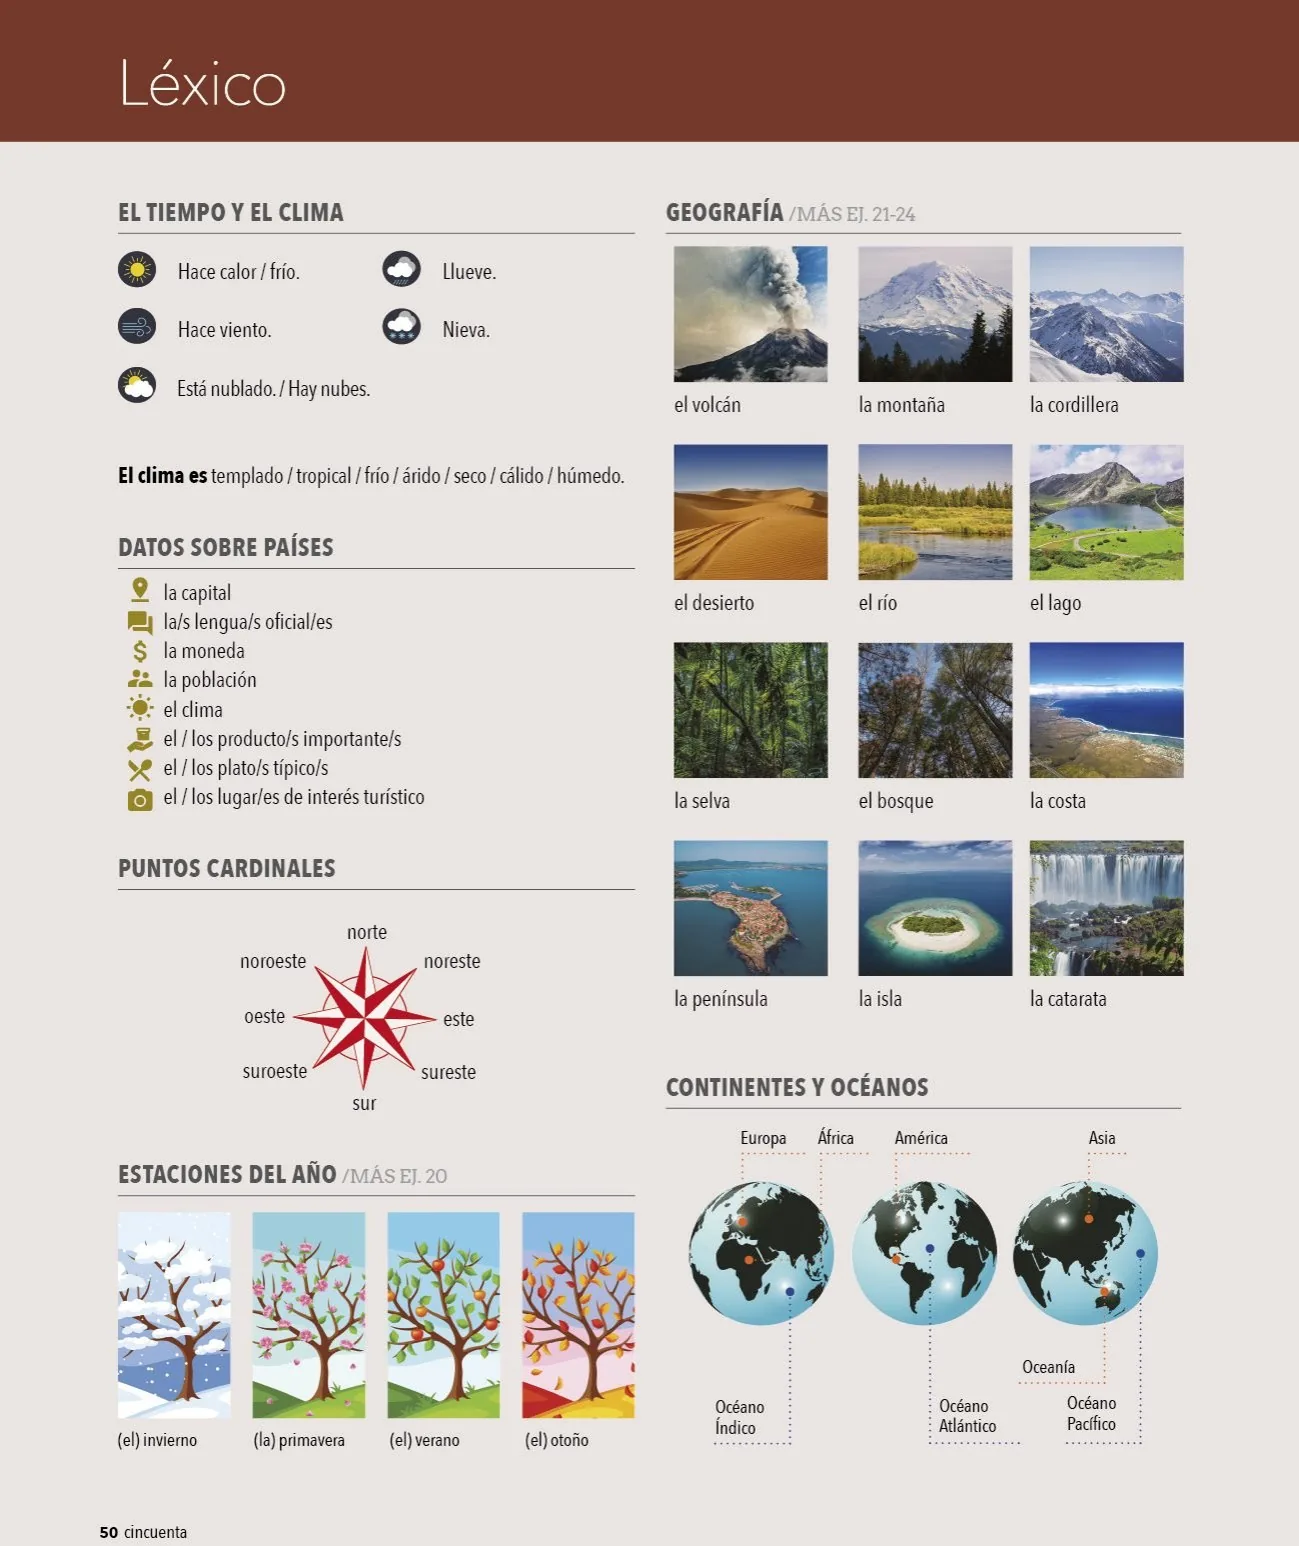 Léxico
EL TIEMPO Y EL CLIMA
Hace calor / frío.
Llueve.
Hace viento.
Nieva.
Está nublado. / Hay nubes.
El clima es templado / tropical / frío / árido / seco / cálido / húmedo.
DATOS SOBRE PAÍSES
la capital
la/s lengua/s oficial/es
$ la moneda
la población
el clima
el / los producto/s importante/s
el / los plato/s típico/s
el / los lugar/es de interés turístico
PUNTOS CARDINALES
norte
noroeste
noreste
oeste
este
suroeste
sureste
sur
ESTACIONES DEL AÑO /MÁS EJ. 20
(el) invierno
(la) primavera
(el) verano
(el) otoño
GEOGRAFÍA /MÁS EJ. 21-24
el volcán
la montaña
la cordillera
el desierto
el río
el lago
la selva
el bosque
la costa
la península
la isla
la catarata
CONTINENTES Y OCÉANOS
Europa
África
América
Asia
Oceanía
Océano
Índico
Océano
Atlántico
Océano
Pacífico
50 cincuenta